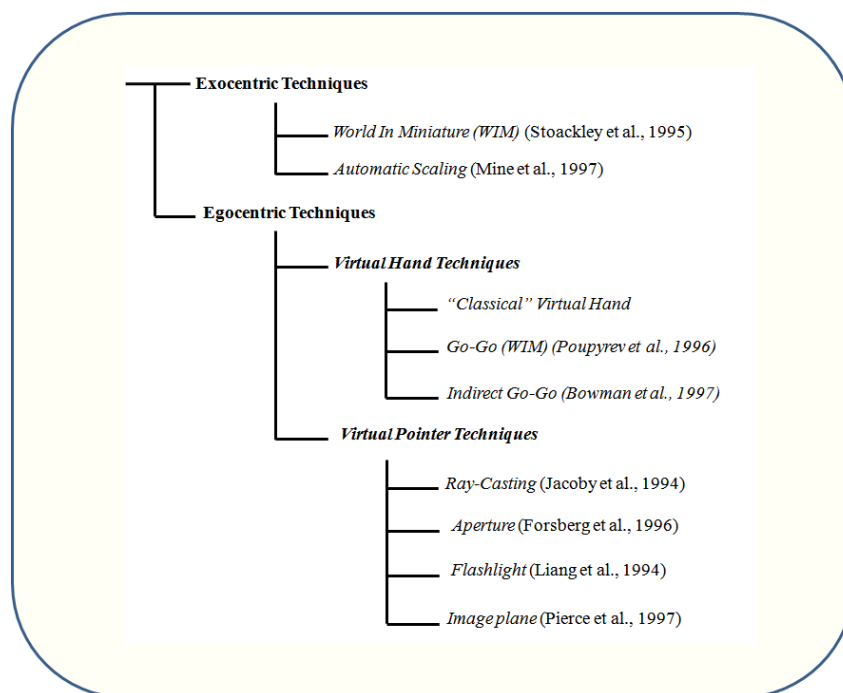 Exocentric Techniques
World In Miniature (WIM) (Stoackley et al., 1995)
Automatic Scaling (Mine et al., 1997)
Egocentric Techniques
Virtual Hand Techniques
“Classical” Virtual Hand
Go-Go (WIM) (Poupyrev et al., 1996)
Indirect Go-Go (Bowman et al., 1997)
Virtual Pointer Techniques
Ray-Casting (Jacoby et al., 1994)
Aperture (Forsberg et al., 1996)
Flashlight (Liang et al., 1994)
Image plane (Pierce et al., 1997)